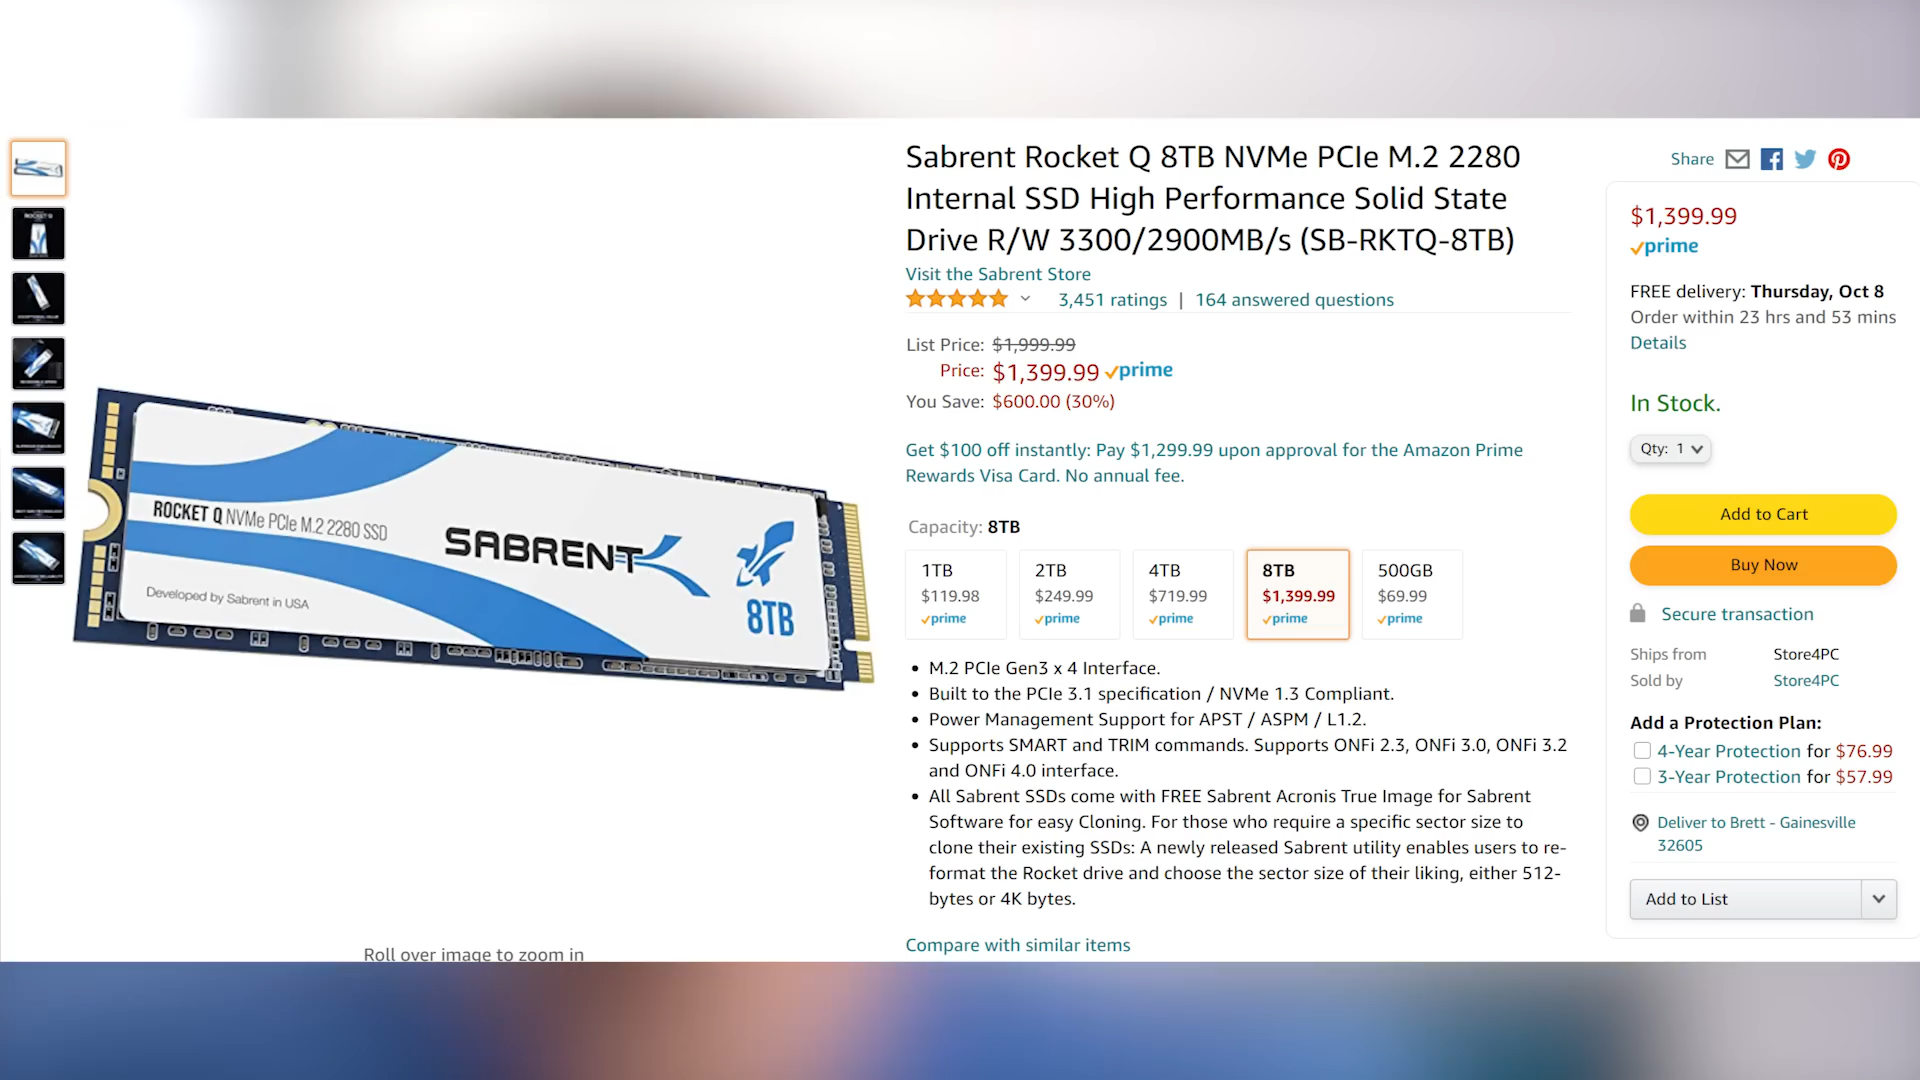 Sabrent Rocket Q 8TB NVMe PCIe M.2 2280
Internal SSD High Performance Solid State
Drive R/W 3300/2900MB/s (SB-RKTQ-8TB)
Visit the Sabrent Store
3,451 ratings | 164 answered questions
List Price: $1,999.99
Price: $1,399.99 prime
You Save: $600.00 (30%)
Get $100 off instantly: Pay $1,299.99 upon approval for the Amazon Prime
Rewards Visa Card. No annual fee.
Capacity: 8TB
1TB
$119.98
prime
2TB
$249.99
prime
4TB
$719.99
prime
8TB
$1,399.99
prime
500GB
$69.99
prime
• M.2 PCIe Gen3 x 4 Interface.
• Built to the PCIe 3.1 specification / NVMe 1.3 Compliant.
• Power Management Support for APST / ASPM / L1.2.
• Supports SMART and TRIM commands. Supports ONFi 2.3, ONFi 3.0, ONFi 3.2
and ONFi 4.0 interface.
• All Sabrent SSDs come with FREE Sabrent Acronis True Image for Sabrent
Software for easy Cloning. For those who require a specific sector size to
clone their existing SSDs: A newly released Sabrent utility enables users to re-
format the Rocket drive and choose the sector size of their liking, either 512-
bytes or 4K bytes.
Compare with similar items
ROCKET Q NVMe PCIe M.2 2280 SSD
SABRENT
8TB
Developed by Sabrent in USA
Roll over image to zoom in
Share
$1,399.99
prime
FREE delivery: Thursday, Oct 8
Order within 23 hrs and 53 mins
Details
In Stock.
Qty: 1
Add to Cart
Buy Now
Secure transaction
Ships from Store4PC
Sold by Store4PC
Add a Protection Plan:
4-Year Protection for $76.99
3-Year Protection for $57.99
Deliver to Brett - Gainesville
32605
Add to List